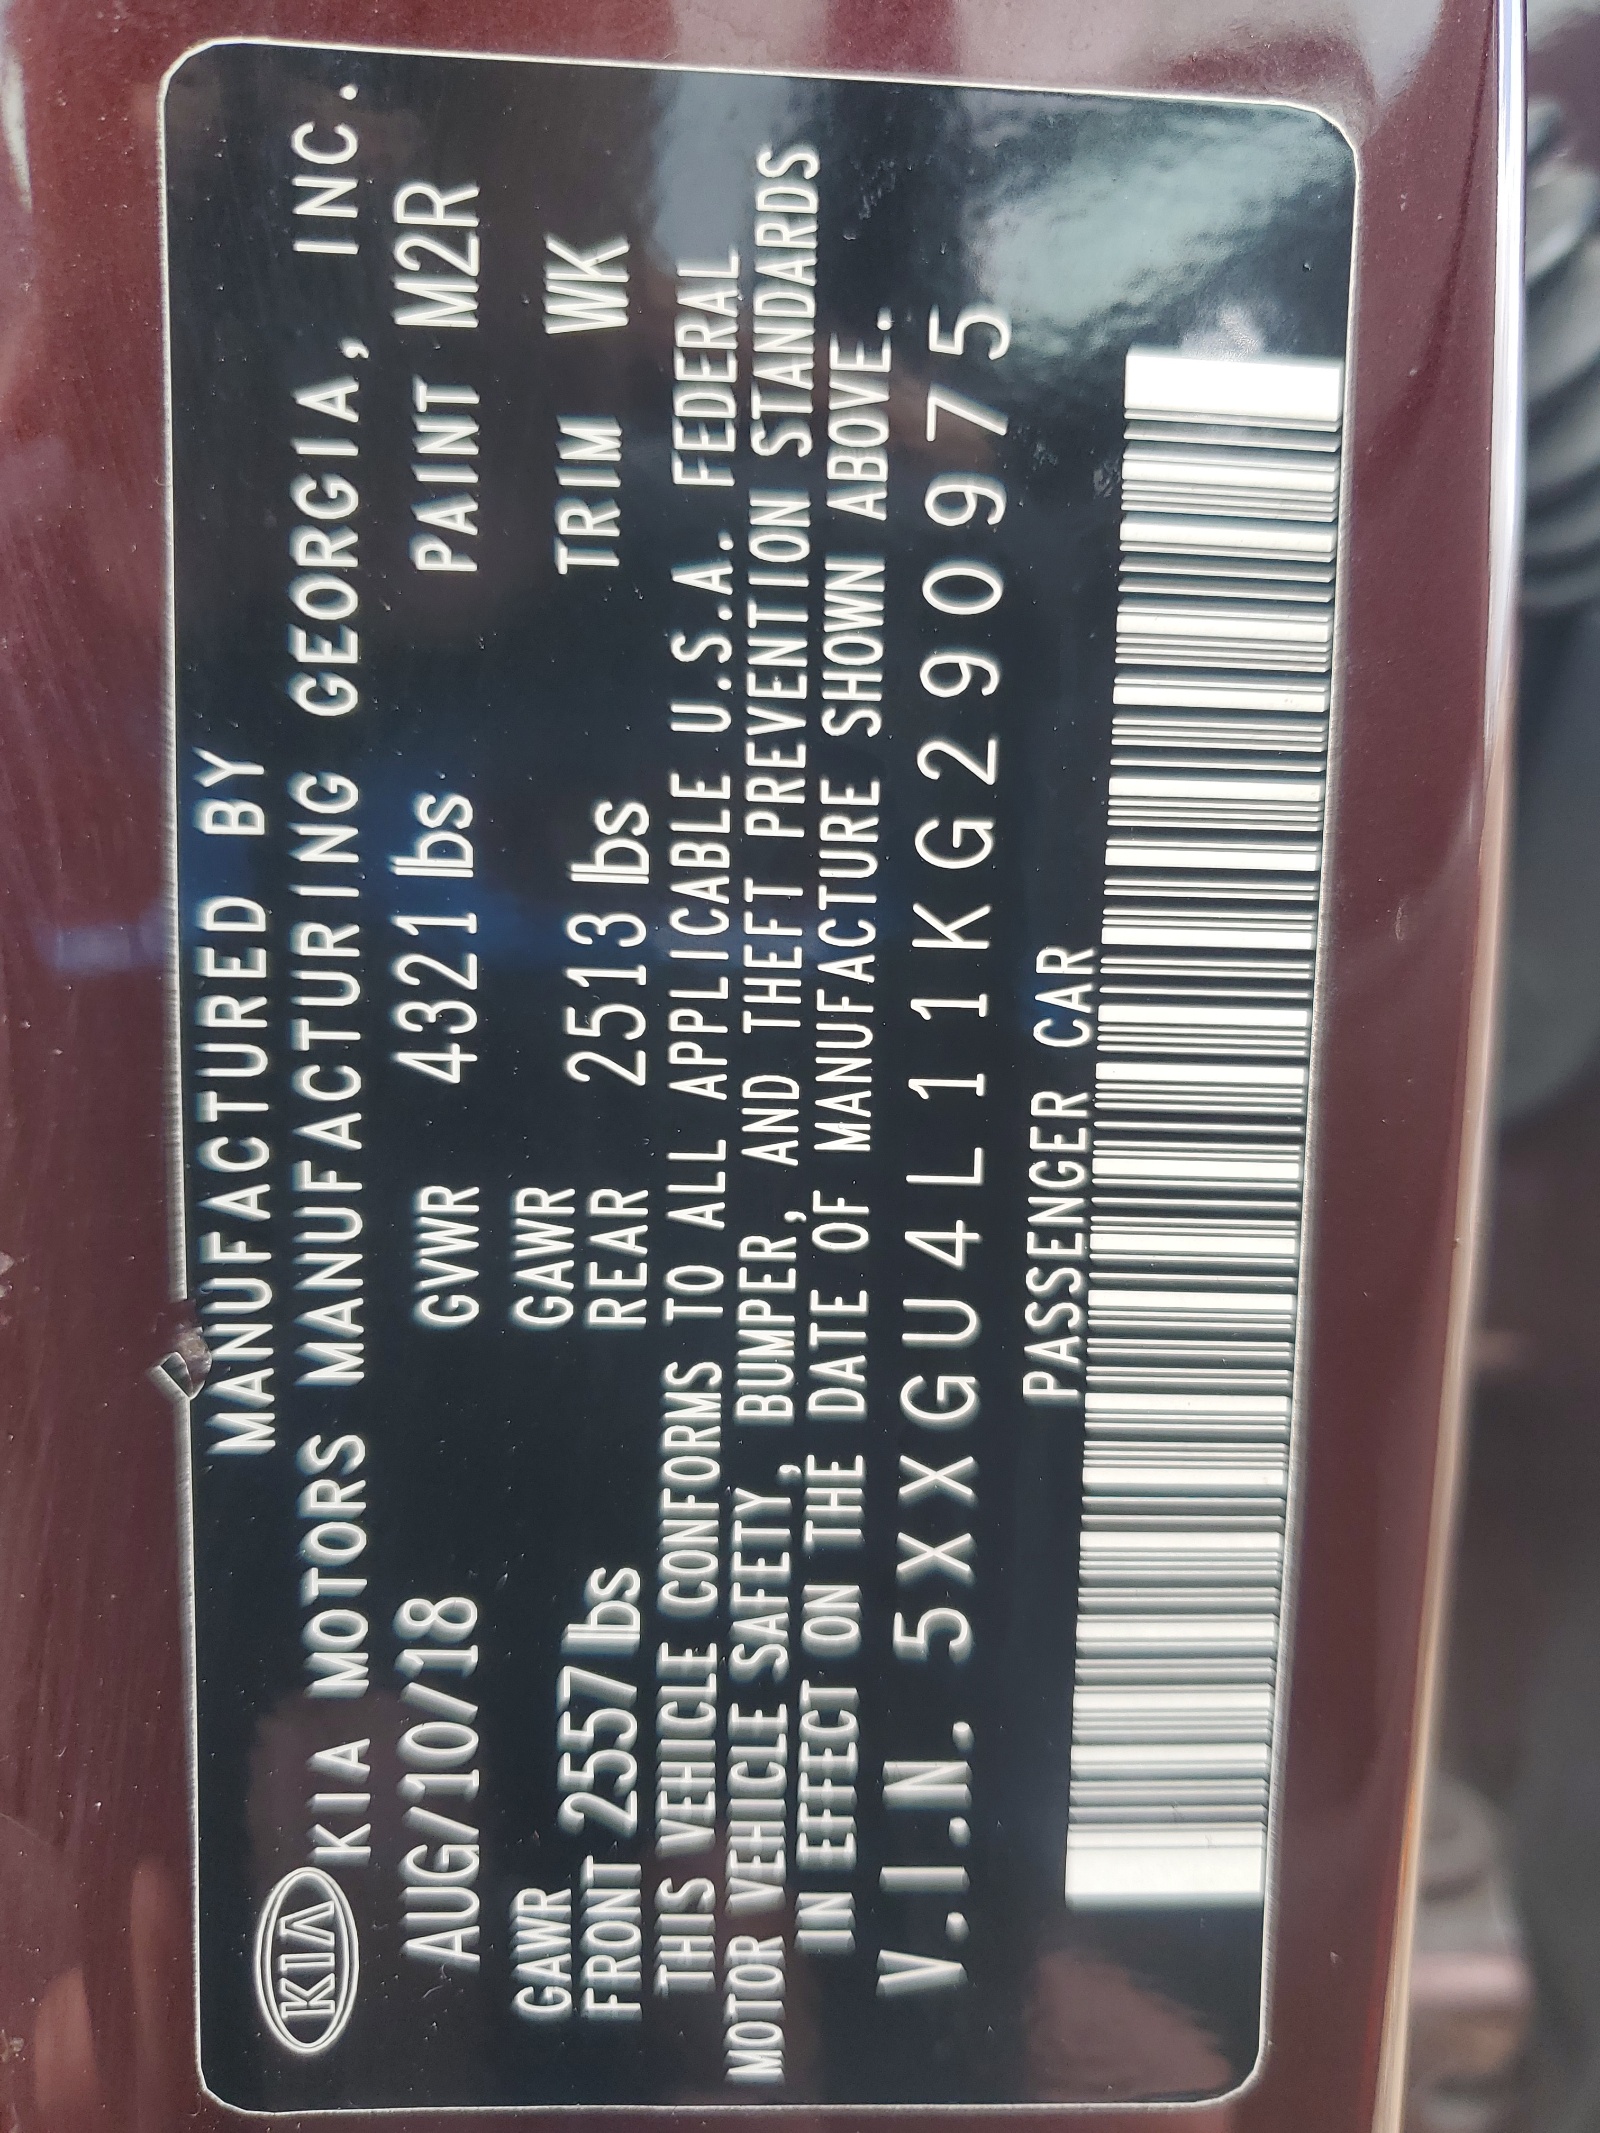 MANUFACTURED BY
KIA KIA MOTORS MANUFACTURING GEORGIA, INC.
AUG/10/18 GVWR 4321 lbs PAINT M2R
GAWR FRONT 2557 lbs GAWR REAR 2513 lbs TRIM WK
THIS VEHICLE CONFORMS TO ALL APPLICABLE U.S.A. FEDERAL
MOTOR VEHICLE SAFETY, BUMPER, AND THEFT PREVENTION STANDARDS
IN EFFECT ON THE DATE OF MANUFACTURE SHOWN ABOVE.
V.I.N. 5XXGU4L11KG290975
PASSENGER CAR